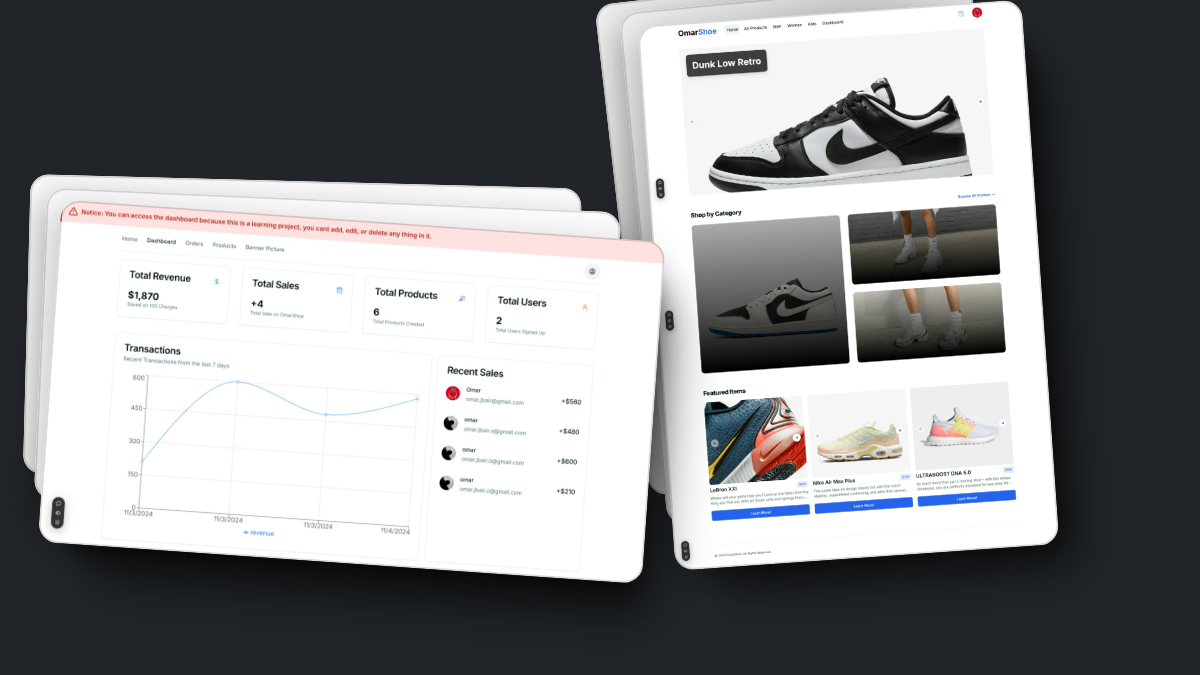 Notice: You can access the dashboard because this is a learning project, you cant add, edit, or delete any thing in it.
Home Dashboard Orders Products Banner Picture
Total Revenue
$1,870
Based on 100 Charges
Total Sales
+4
Total Sale on OmarShoe
Total Products
6
Total Products Created
Total Users
2
Total Users Signed Up
Transactions
Recent Transactions from the last 7 days
600
450
300
150
0
11/3/2024 11/3/2024 11/3/2024 11/4/2024
revenue
Recent Sales
Omar
omar.jbair@gmail.com
+$580
omar
omar.jbair.o@gmail.com
+$480
omar
omar.jbair.o@gmail.com
+$600
omar
omar.jbair.o@gmail.com
+$210
OmarShoe
Home All Products Men Women Kids Dashboard
Dunk Low Retro
Shop by Category
Browse All Product →
Featured Items
LeBron XXI
Learn More!
Nike Air Max Plus
Learn More!
ULTRABOOST DNA 5.0
Learn More!
© 2024 OmarShoe. All Rights Reserved.